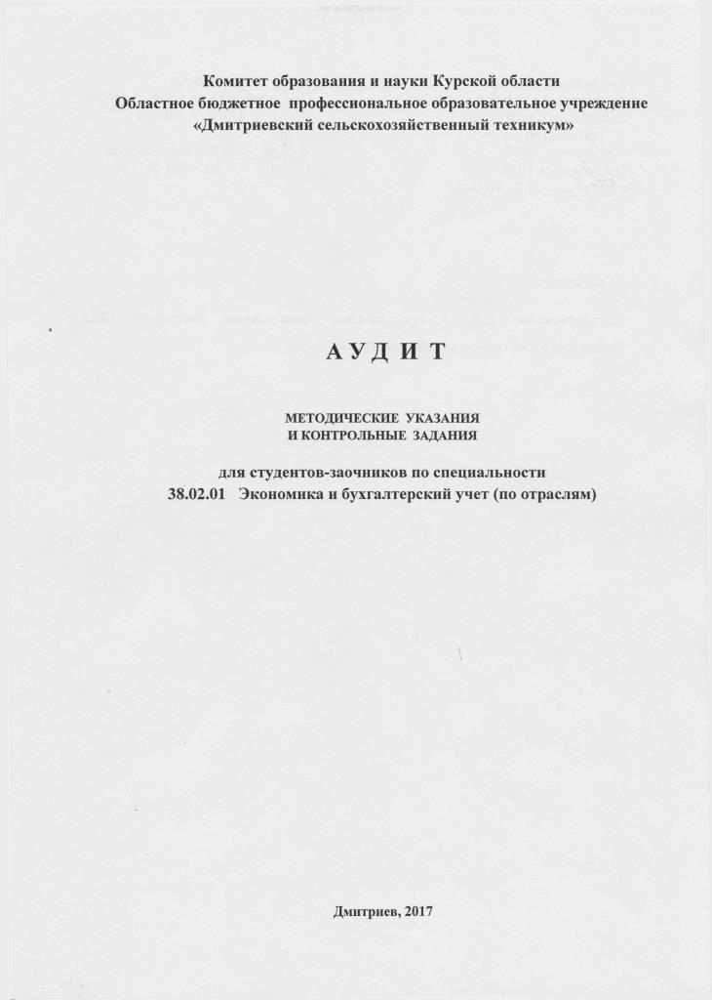 Комитет образования и науки Курской области
Областное бюджетное профессиональное образовательное учреждение
«Дмитриевский сельскохозяйственный техникум»
А У Д И Т
МЕТОДИЧЕСКИЕ УКАЗАНИЯ
И КОНТРОЛЬНЫЕ ЗАДАНИЯ
для студентов-заочников по специальности
38.02.01 Экономика и бухгалтерский учет (по отраслям)
Дмитриев, 2017